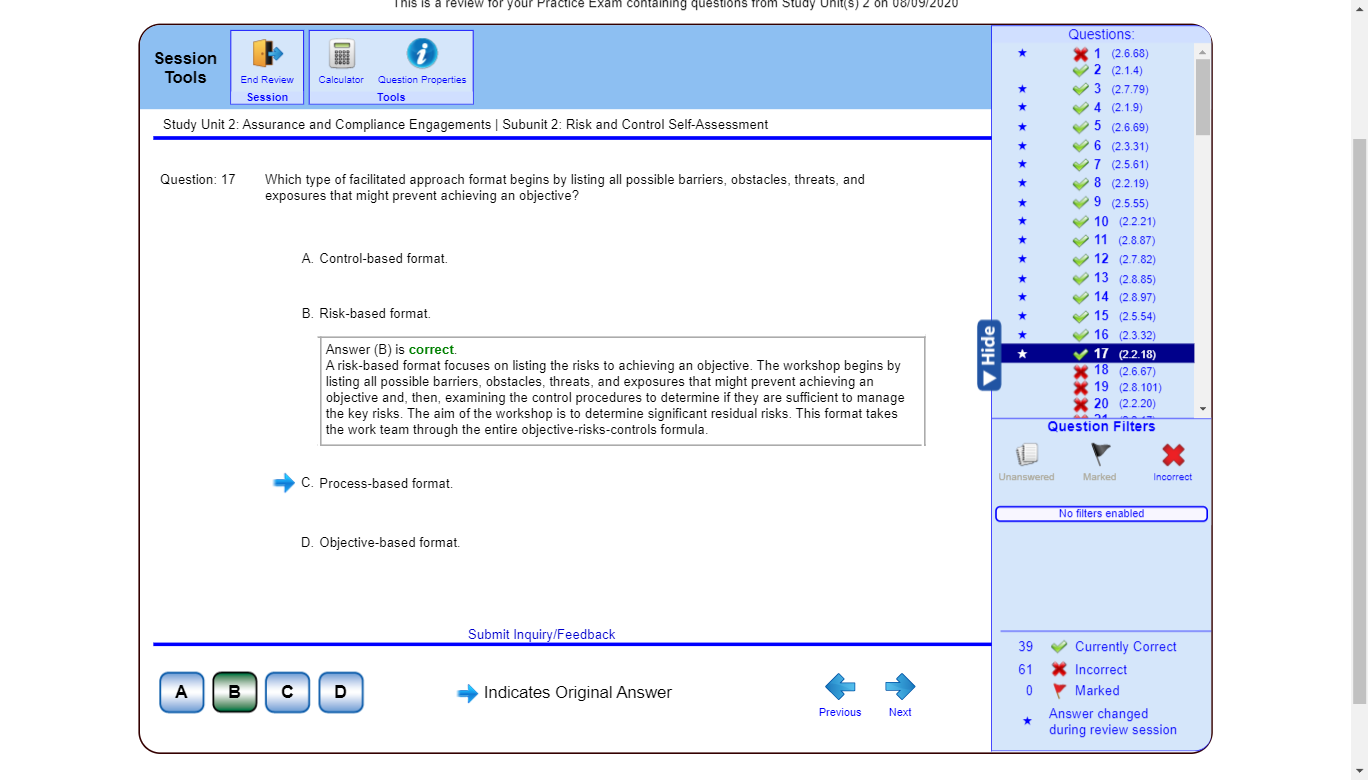 This is a review for your Practice Exam containing questions from Study Unit(s) 2 on 08/09/2020
Session Tools
End Review
Session
Calculator
Question Properties
Tools
Study Unit 2: Assurance and Compliance Engagements | Subunit 2: Risk and Control Self-Assessment
Question: 17
Which type of facilitated approach format begins by listing all possible barriers, obstacles, threats, and
exposures that might prevent achieving an objective?
A. Control-based format.
B. Risk-based format.
Answer (B) is correct.
A risk-based format focuses on listing the risks to achieving an objective. The workshop begins by
listing all possible barriers, obstacles, threats, and exposures that might prevent achieving an
objective and, then, examining the control procedures to determine if they are sufficient to manage
the key risks. The aim of the workshop is to determine significant residual risks. This format takes
the work team through the entire objective-risks-controls formula.
C. Process-based format.
D. Objective-based format.
Submit Inquiry/Feedback
A B C D
Indicates Original Answer
Previous
Next
Hide
Questions:
1 (2.6.68)
2 (2.1.4)
3 (2.7.79)
4 (2.1.9)
5 (2.6.69)
6 (2.3.31)
7 (2.5.61)
8 (2.2.19)
9 (2.5.55)
10 (2.2.21)
11 (2.8.87)
12 (2.7.82)
13 (2.8.85)
14 (2.8.97)
15 (2.5.54)
16 (2.3.32)
17 (2.2.18)
18 (2.6.67)
19 (2.8.101)
20 (2.2.20)
Question Filters
Unanswered
Marked
Incorrect
No filters enabled
39 Currently Correct
61 Incorrect
0 Marked
Answer changed
during review session